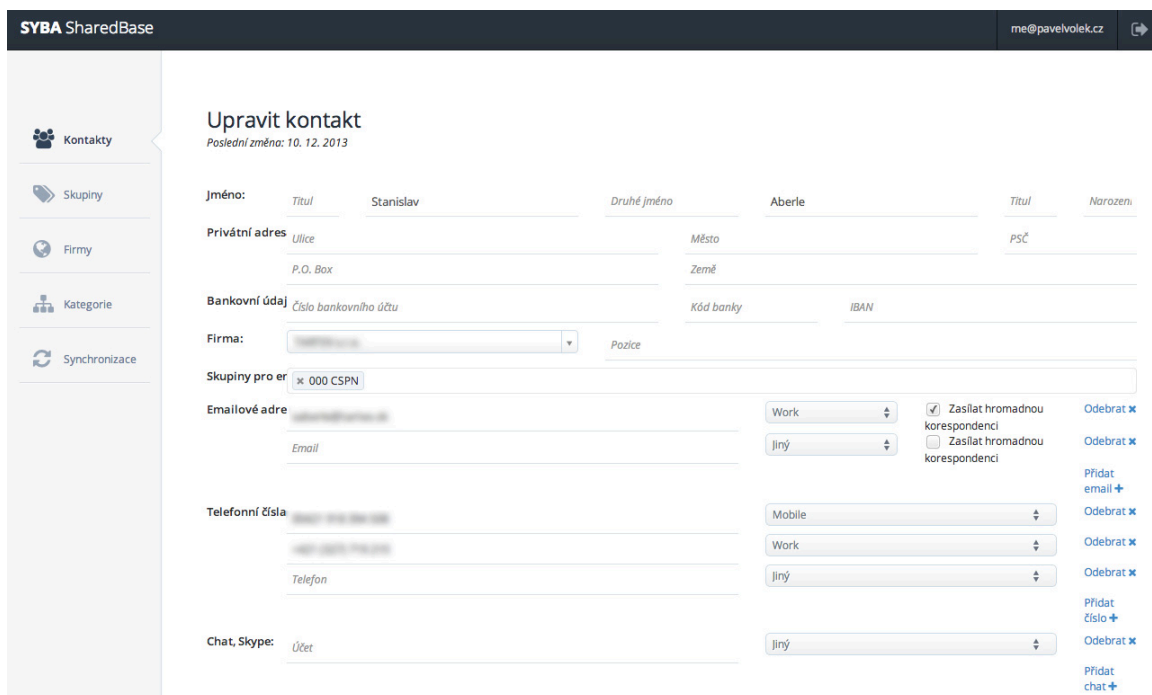 SYBA SharedBase me@pavelvolek.cz
Kontakty
Skupiny
Firmy
Kategorie
Synchronizace
Upravit kontakt
Poslední změna: 10. 12. 2013
Jméno: Titul Stanislav Druhé jméno Aberle Titul Narozeni
Privátní adres Ulice Město PSČ
P.O. Box Země
Bankovní údaj Číslo bankovního účtu Kód banky IBAN
Firma: Pozice
Skupiny pro er × 000 CSPN
Emailové adre Work Zasílat hromadnou korespondenci Odebrat ×
Email Jiný Zasílat hromadnou korespondenci Odebrat ×
Přidat
email +
Telefonní čísla Mobile Odebrat ×
Work Odebrat ×
Telefon Jiný Odebrat ×
Přidat
číslo +
Chat, Skype: Účet Jiný Odebrat ×
Přidat
chat +